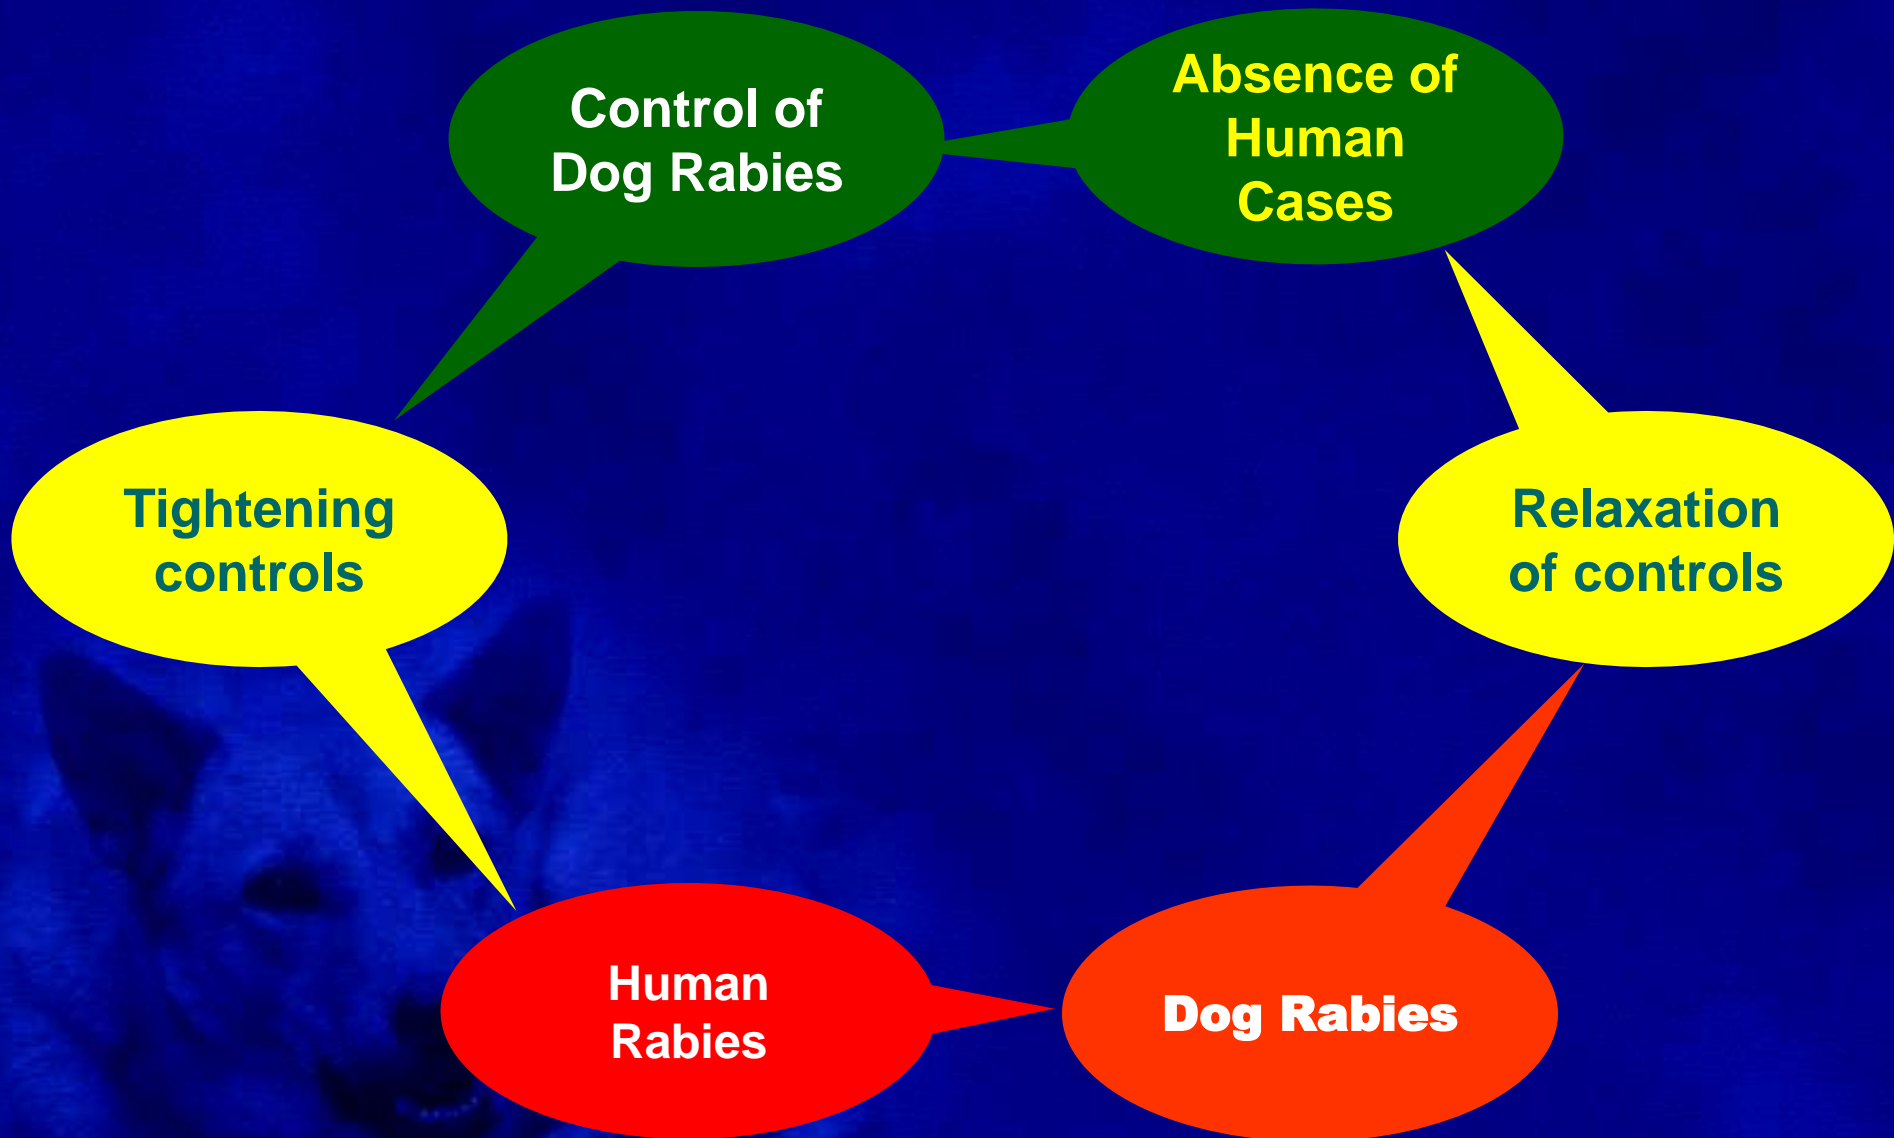 Control of
Dog Rabies
Absence of
Human
Cases
Tightening
controls
Relaxation
of controls
Human
Rabies
Dog Rabies